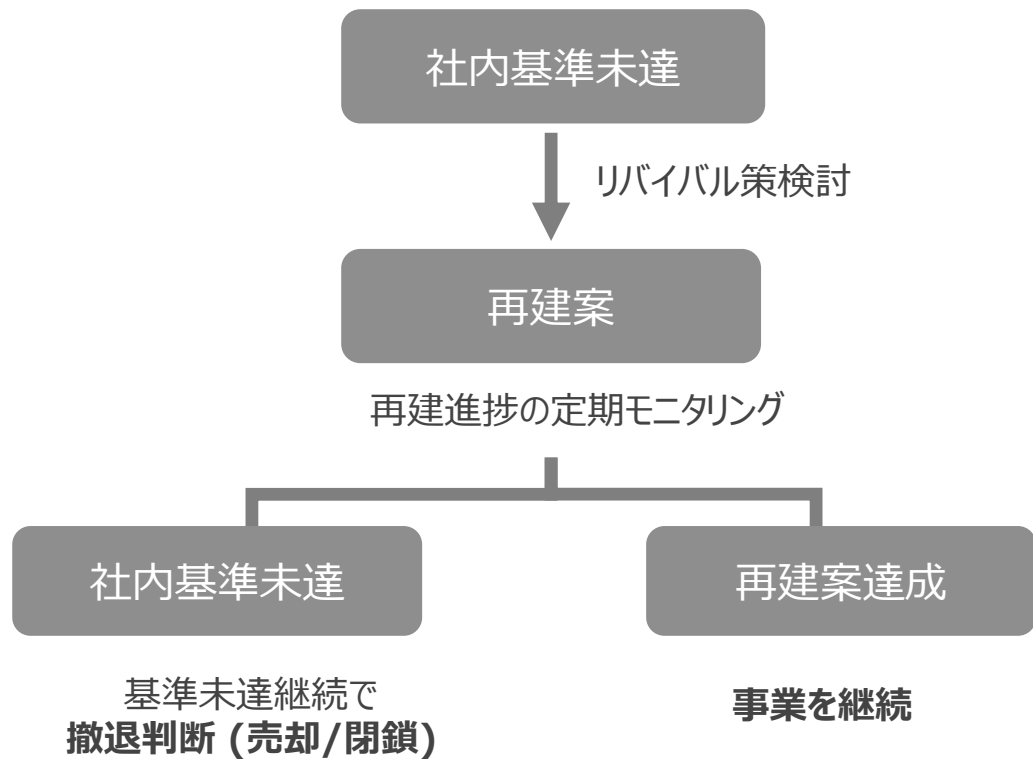 社内基準未達
リバイバル策検討
再建案
再建進捗の定期モニタリング
社内基準未達
再建案達成
基準未達継続で
撤退判断 (売却/閉鎖)
事業を継続